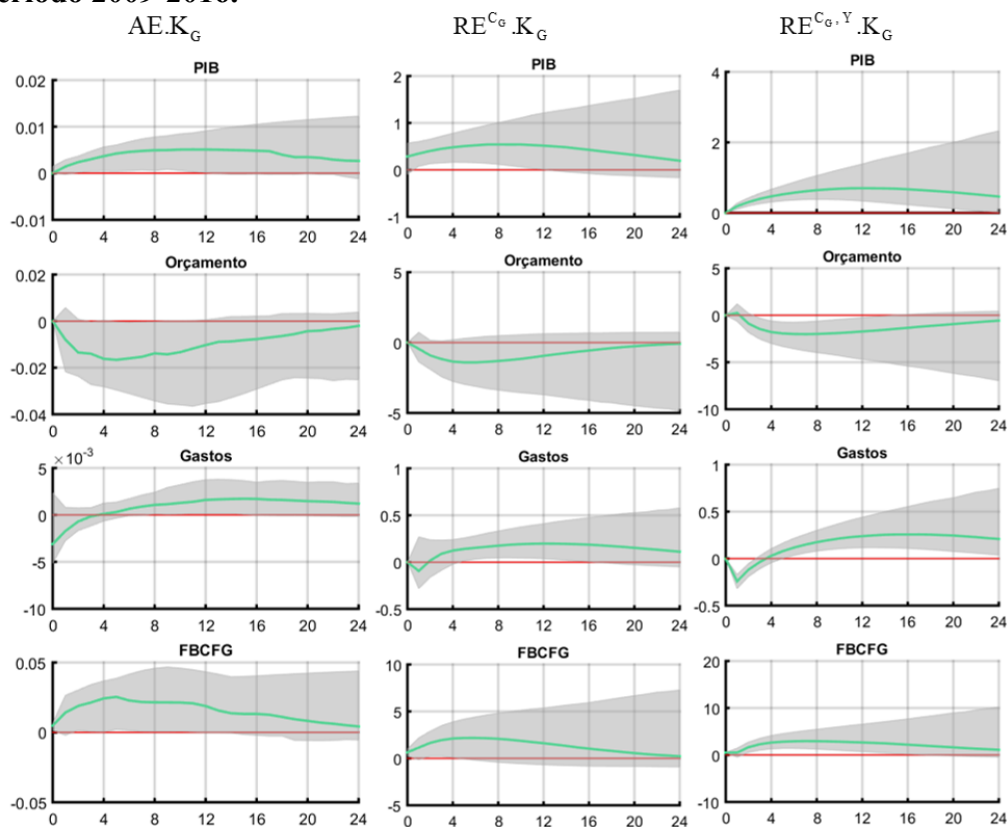 período 2009-2016.
AE.K_G RE^{C_G}.K_G RE^{C_G,Y}.K_G
PIB PIB PIB
0.02 2 4
0.01 1 2
0 0 0
-0.01 -1
0 4 8 12 16 20 24 0 4 8 12 16 20 24 0 4 8 12 16 20 24
Orçamento Orçamento Orçamento
0.02 5 5
0 0 0
-0.02 -5
-0.04 -5 -10
0 4 8 12 16 20 24 0 4 8 12 16 20 24 0 4 8 12 16 20 24
×10^{-3} Gastos Gastos Gastos
5 1 1
0 0.5 0.5
-5 0 0
-10 -0.5 -0.5
0 4 8 12 16 20 24 0 4 8 12 16 20 24 0 4 8 12 16 20 24
FBCFG FBCFG FBCFG
0.05 10 20
0 5 10
0 0
-0.05 -5 -10
0 4 8 12 16 20 24 0 4 8 12 16 20 24 0 4 8 12 16 20 24